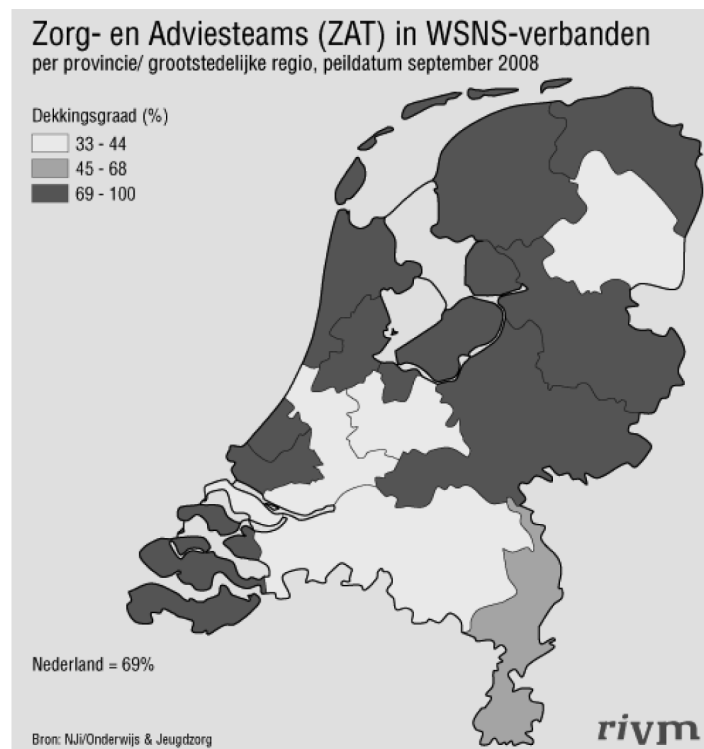 Zorg- en Adviesteams (ZAT) in WSNS-verbanden
per provincie/ grootstedelijke regio, peildatum september 2008
Dekkingsgraad (%)
33 - 44
45 - 68
69 - 100
Nederland = 69%
Bron: NJi/Onderwijs & Jeugdzorg
rivm